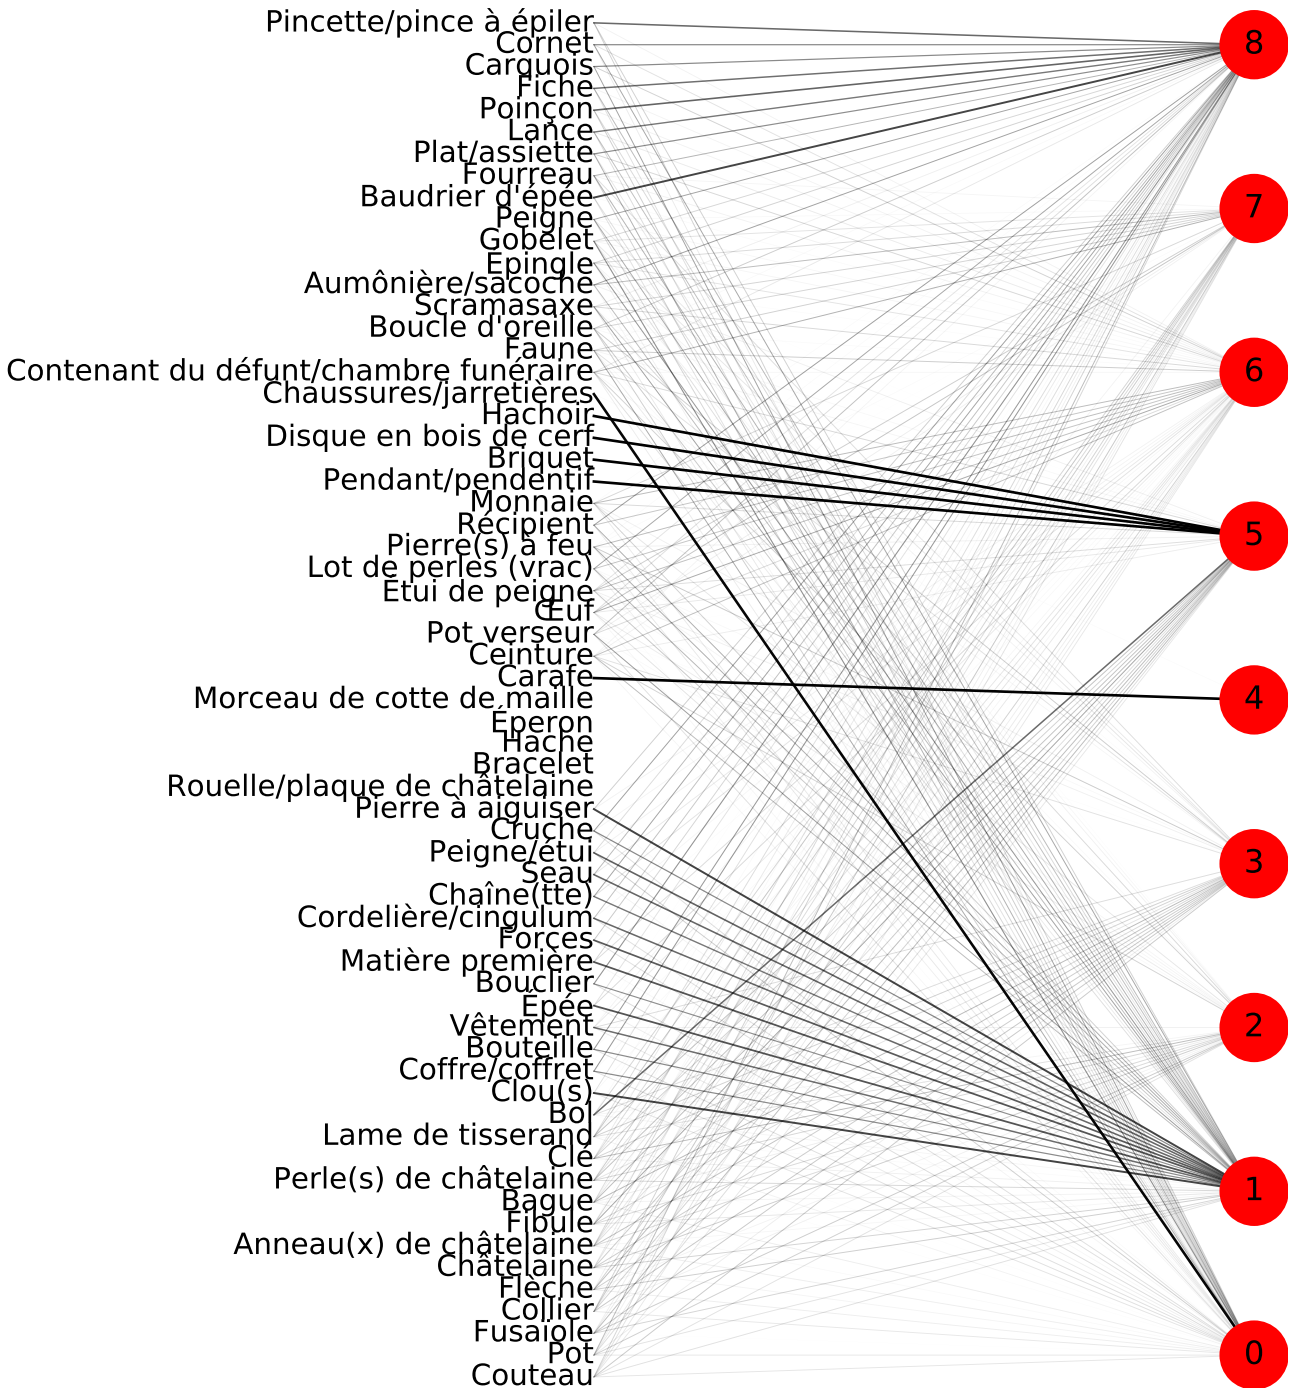 Pincette/pince à épiler
Cornet
Carquois
Fiche
Poinçon
Lance
Plat/assiette
Fourreau
Baudrier d'épée
Peigne
Gobelet
Épingle
Aumônière/sacoche
Scramasaxe
Boucle d'oreille
Faune
Contenant du défunt/chambre funéraire
Chaussures/jarretières
Hachoir
Disque en bois de cerf
Briquet
Pendant/pendentif
Monnaie
Récipient
Pierre(s) à feu
Lot de perles (vrac)
Étui de peigne
Œuf
Pot verseur
Ceinture
Carafe
Morceau de cotte de maille
Éperon
Hache
Bracelet
Rouelle/plaque de châtelaine
Pierre à aiguiser
Cruche
Peigne/étui
Seau
Chaîne(tte)
Cordelière/cingulum
Forces
Matière première
Bouclier
Épée
Vêtement
Bouteille
Coffre/coffret
Clou(s)
Bol
Lame de tisserand
Clé
Perle(s) de châtelaine
Bague
Fibule
Anneau(x) de châtelaine
Châtelaine
Flèche
Collier
Fusaïole
Pot
Couteau
8
7
6
5
4
3
2
1
0